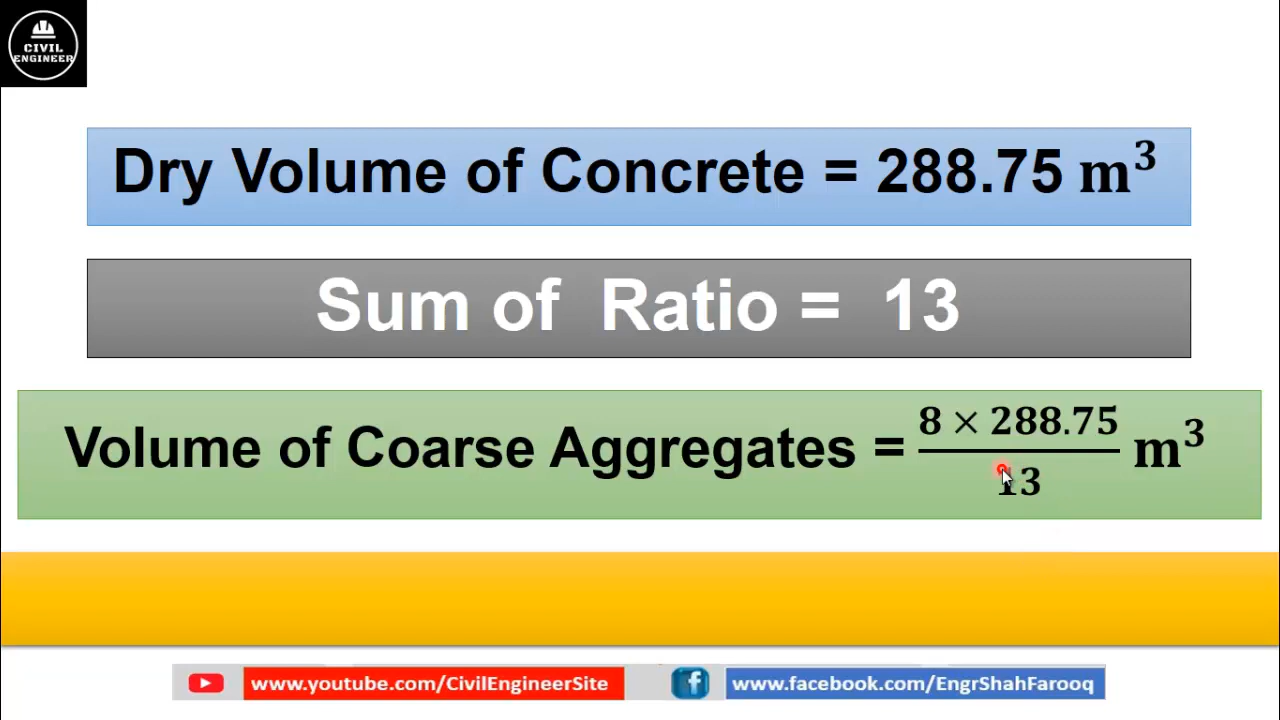 CIVIL
ENGINEER
Dry Volume of Concrete = 288.75 m³
Sum of Ratio = 13
Volume of Coarse Aggregates = 8 × 288.75 / 13 m³
www.youtube.com/CivilEngineerSite
www.facebook.com/EngrShahFarooq